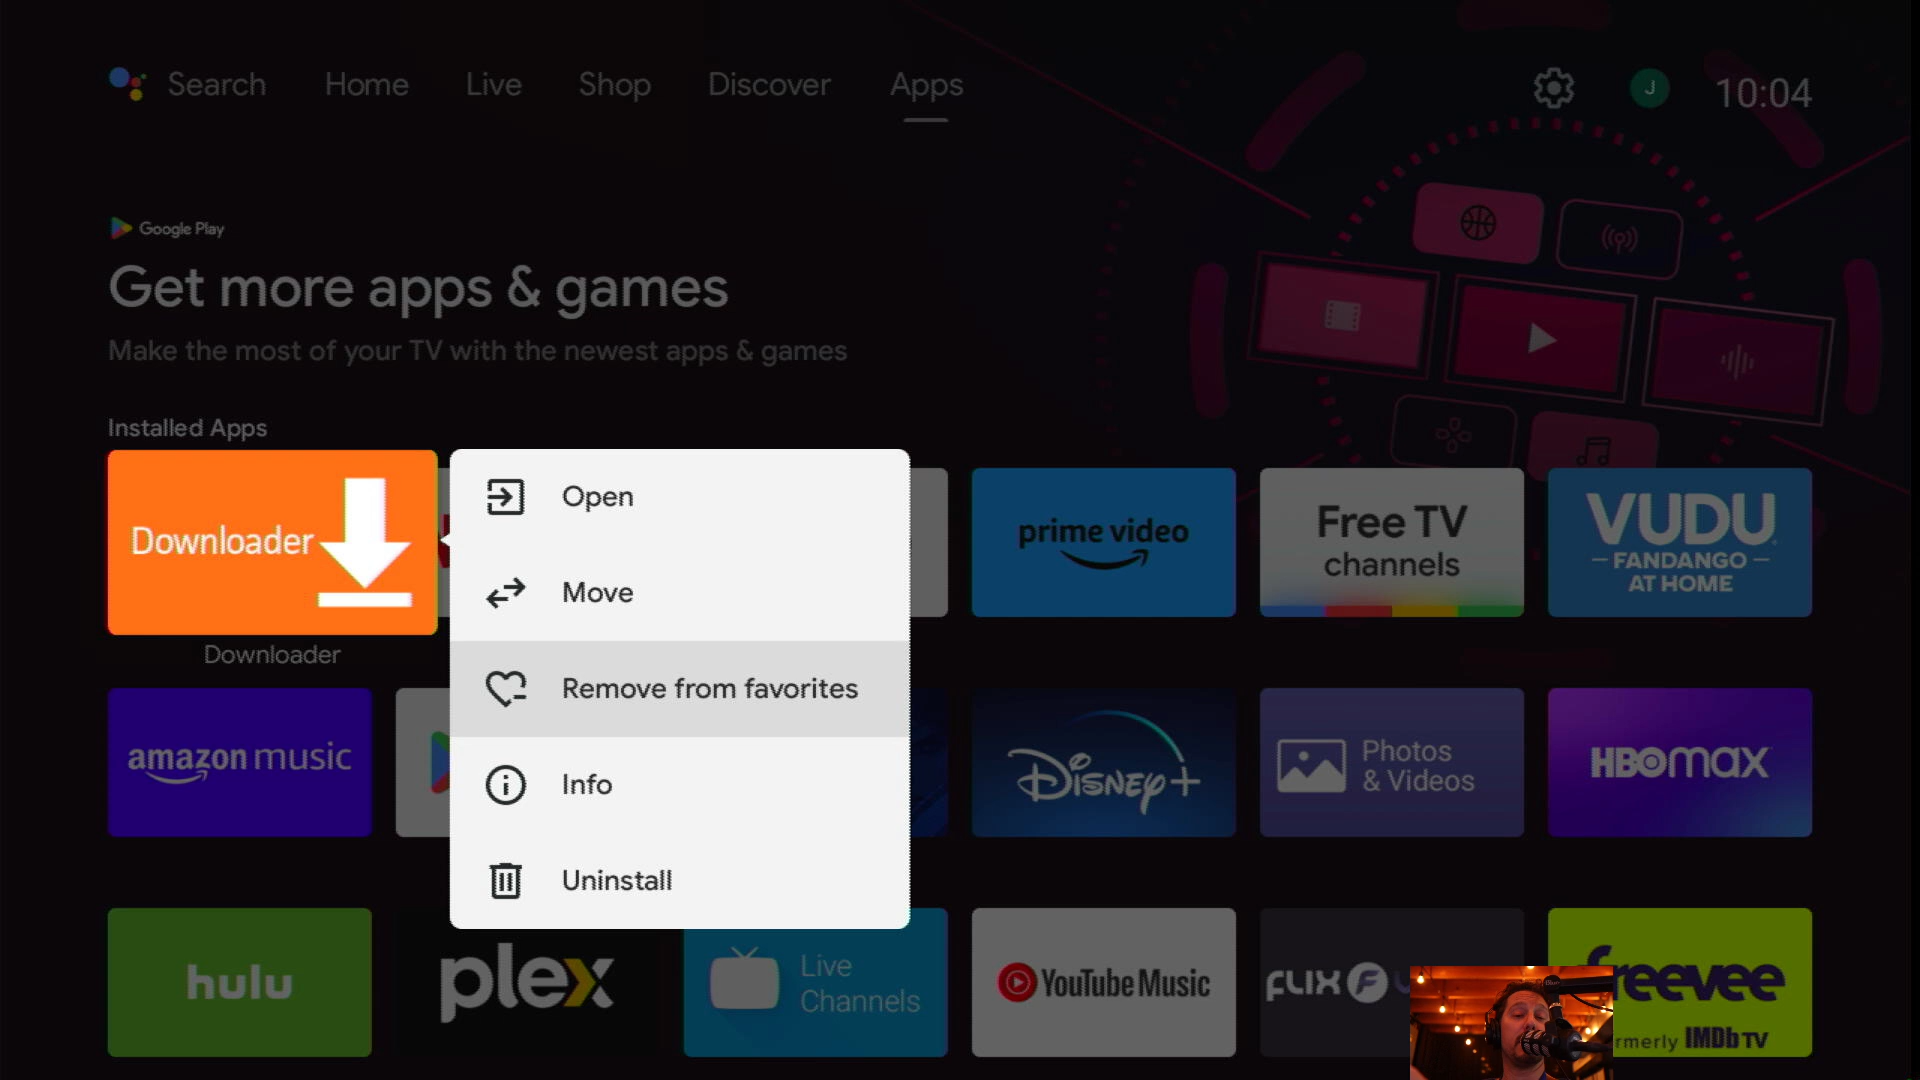 Search Home Live Shop Discover Apps
J 10:04
Google Play
Get more apps & games
Make the most of your TV with the newest apps & games
Installed Apps
Downloader
Downloader
Open
Move
Remove from favorites
Info
Uninstall
prime video
Free TV
channels
VUDU
FANDANGO
AT HOME
amazon music
Disney+
Photos
& Videos
HBOmax
hulu
plex
Live
Channels
YouTube Music
FLIX
freevee
IMDb TV